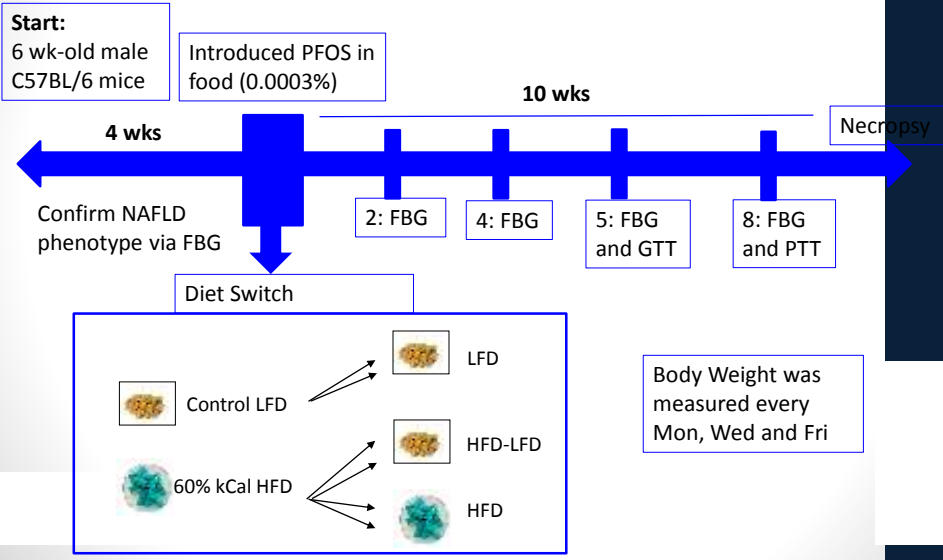 Start:
6 wk-old male
C57BL/6 mice
Introduced PFOS in
food (0.0003%)
10 wks
4 wks
Necropsy
Confirm NAFLD
phenotype via FBG
2: FBG
4: FBG
5: FBG
and GTT
8: FBG
and PTT
Diet Switch
LFD
Control LFD
HFD-LFD
60% kCal HFD
HFD
Body Weight was
measured every
Mon, Wed and Fri